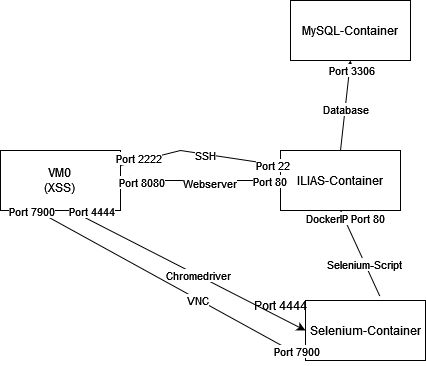 MySQL-Container
Port 3306
Database
Port 2222
SSH
Port 22
VM0
(XSS)
ILIAS-Container
Port 8080
Webserver
Port 80
Port 7900
Port 4444
DockerIP Port 80
Selenium-Script
Chromedriver
VNC
Port 4444
Selenium-Container
Port 7900